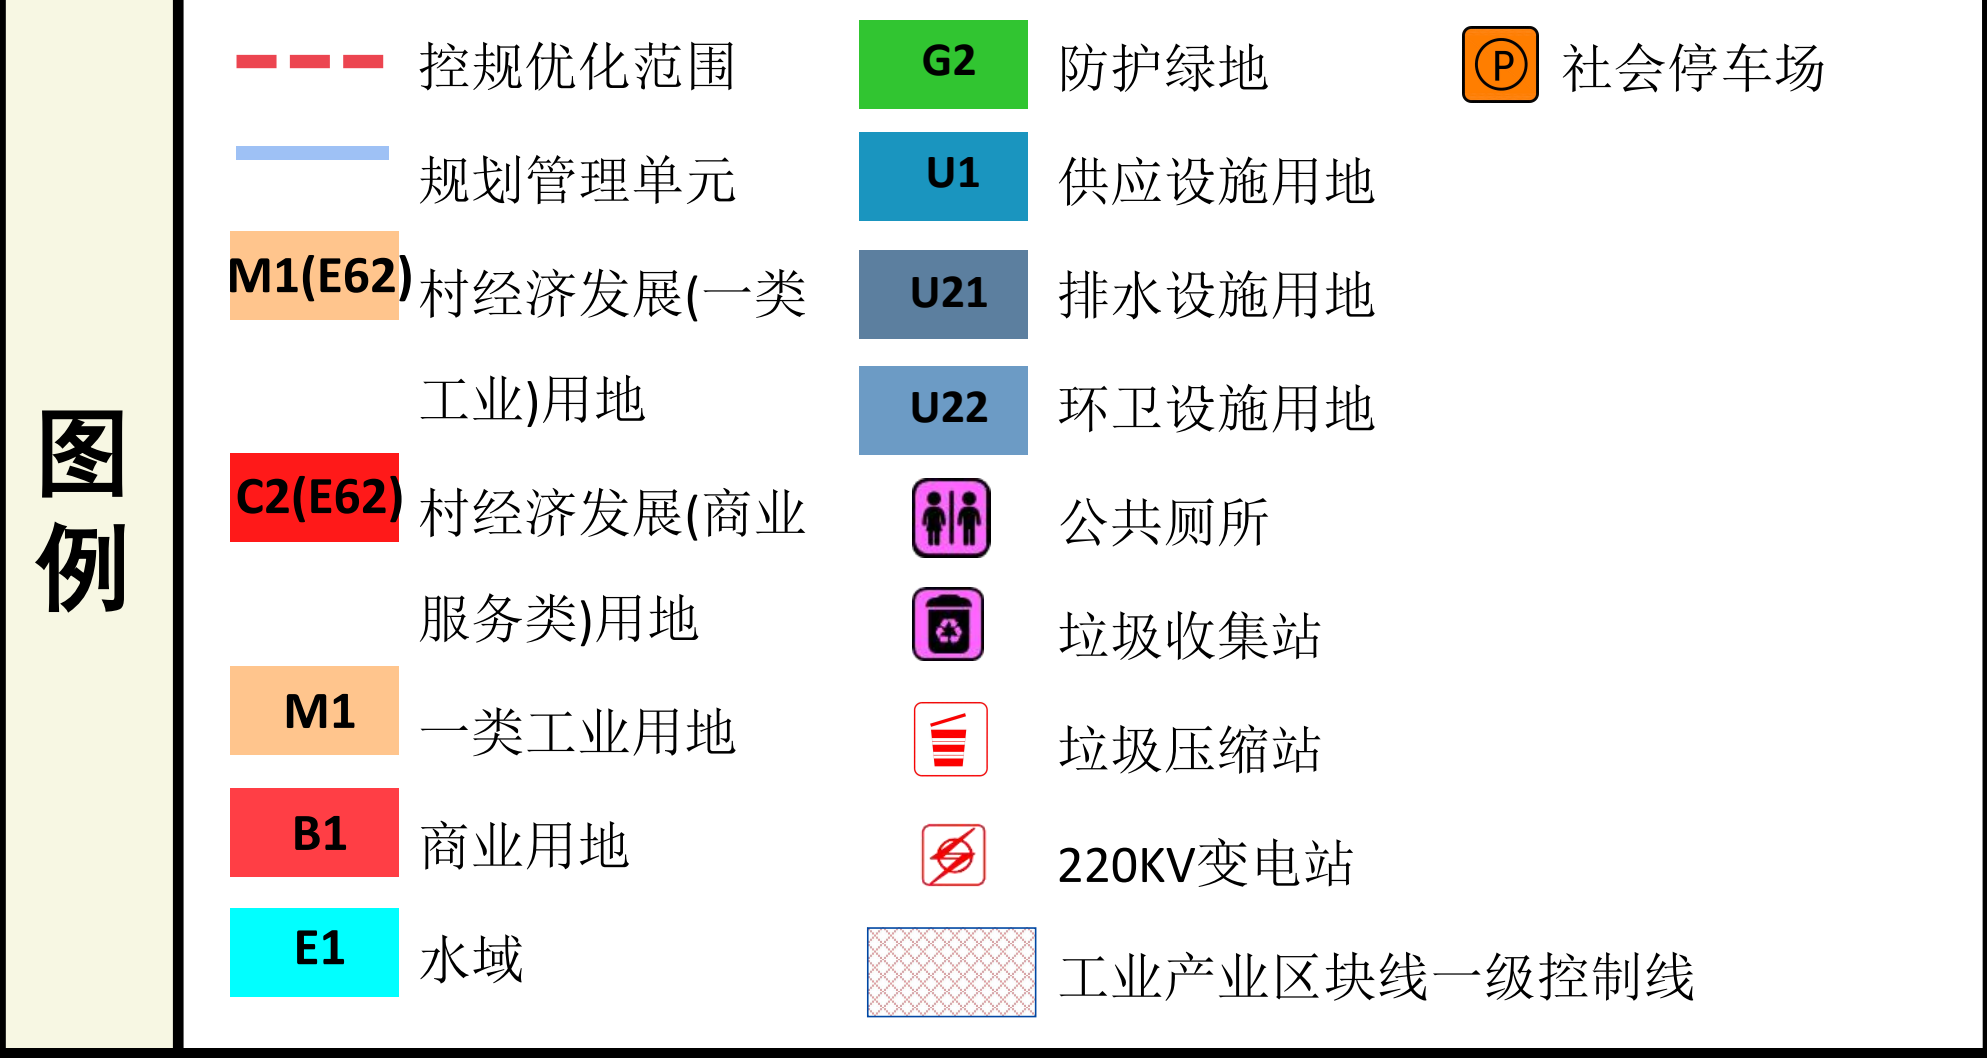 图例
控规优化范围
规划管理单元
M1(E62) 村经济发展(一类
工业)用地
C2(E62) 村经济发展(商业
服务类)用地
M1 一类工业用地
B1 商业用地
E1 水域
G2 防护绿地
U1 供应设施用地
U21 排水设施用地
U22 环卫设施用地
公共厕所
垃圾收集站
垃圾压缩站
220KV变电站
工业产业区块线一级控制线
P 社会停车场